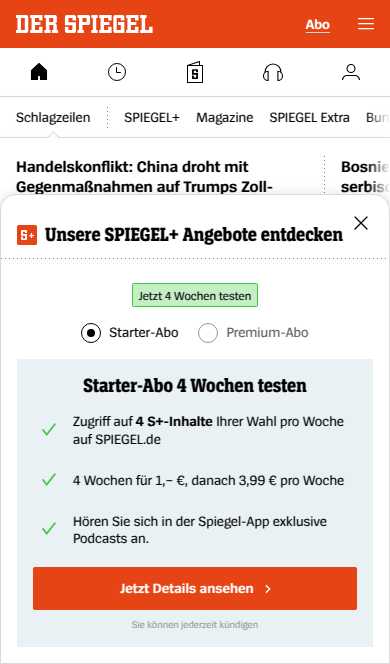 DER SPIEGEL
Abo
S
Schlagzeilen
SPIEGEL+
Magazine
SPIEGEL Extra
Bun
Handelskonflikt: China droht mit
Gegenmaßnahmen auf Trumps Zoll-
Bosnie
serbisc
S+ Unsere SPIEGEL+ Angebote entdecken
Jetzt 4 Wochen testen
Starter-Abo
Premium-Abo
Starter-Abo 4 Wochen testen
Zugriff auf 4 S+-Inhalte Ihrer Wahl pro Woche
auf SPIEGEL.de
4 Wochen für 1,– €, danach 3,99 € pro Woche
Hören Sie sich in der Spiegel-App exklusive
Podcasts an.
Jetzt Details ansehen
Sie können jederzeit kündigen